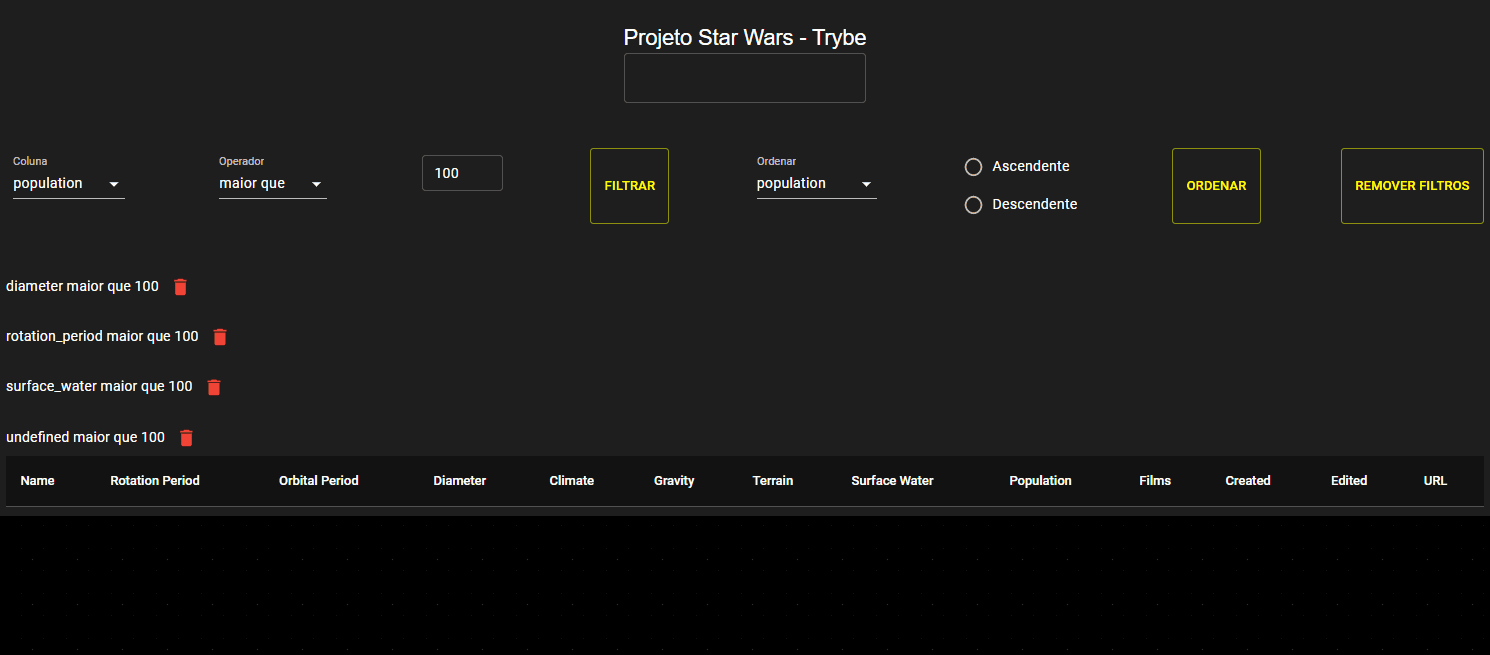 Projeto Star Wars - Trybe
Coluna
population
Operador
maior que
100
FILTRAR
Ordenar
population
Ascendente
Descendente
ORDENAR
REMOVER FILTROS
diameter maior que 100
rotation_period maior que 100
surface_water maior que 100
undefined maior que 100
Name Rotation Period Orbital Period Diameter Climate Gravity Terrain Surface Water Population Films Created Edited URL